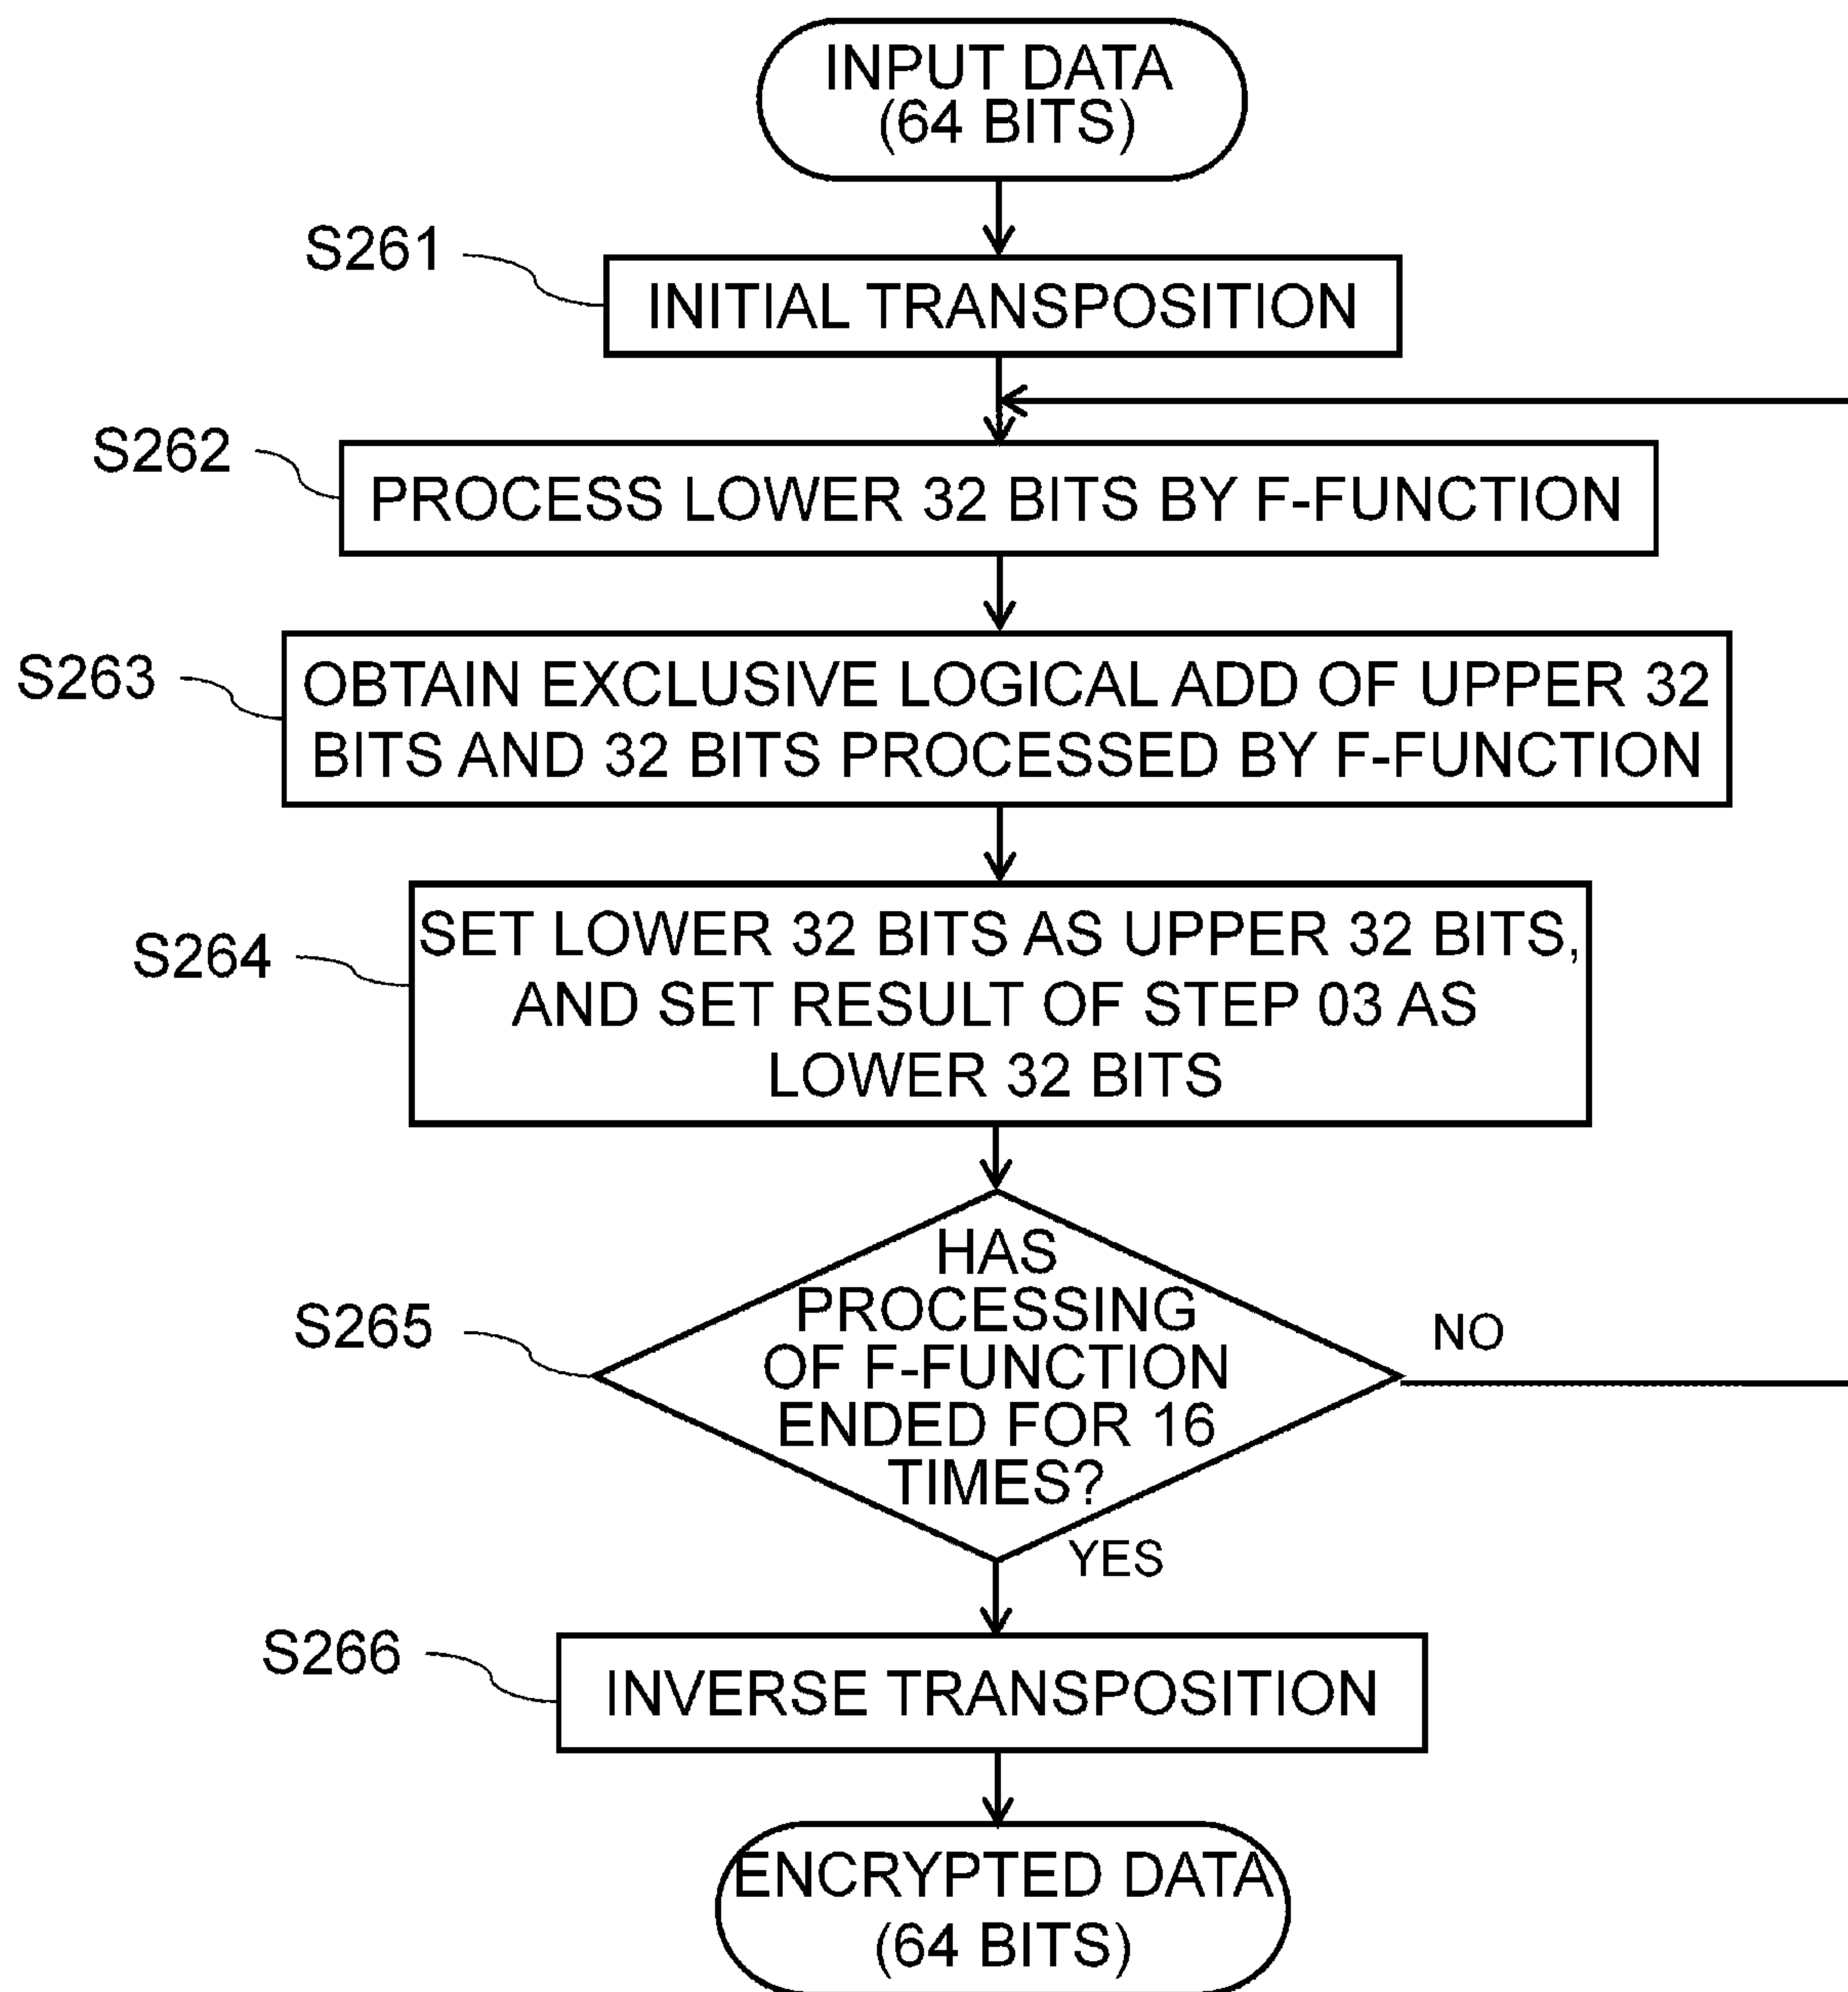 INPUT DATA
(64 BITS)
S261
INITIAL TRANSPOSITION
S262
PROCESS LOWER 32 BITS BY F-FUNCTION
S263
OBTAIN EXCLUSIVE LOGICAL ADD OF UPPER 32
BITS AND 32 BITS PROCESSED BY F-FUNCTION
S264
SET LOWER 32 BITS AS UPPER 32 BITS,
AND SET RESULT OF STEP 03 AS
LOWER 32 BITS
S265
HAS
PROCESSING
OF F-FUNCTION
ENDED FOR 16
TIMES?
NO
YES
S266
INVERSE TRANSPOSITION
ENCRYPTED DATA
(64 BITS)